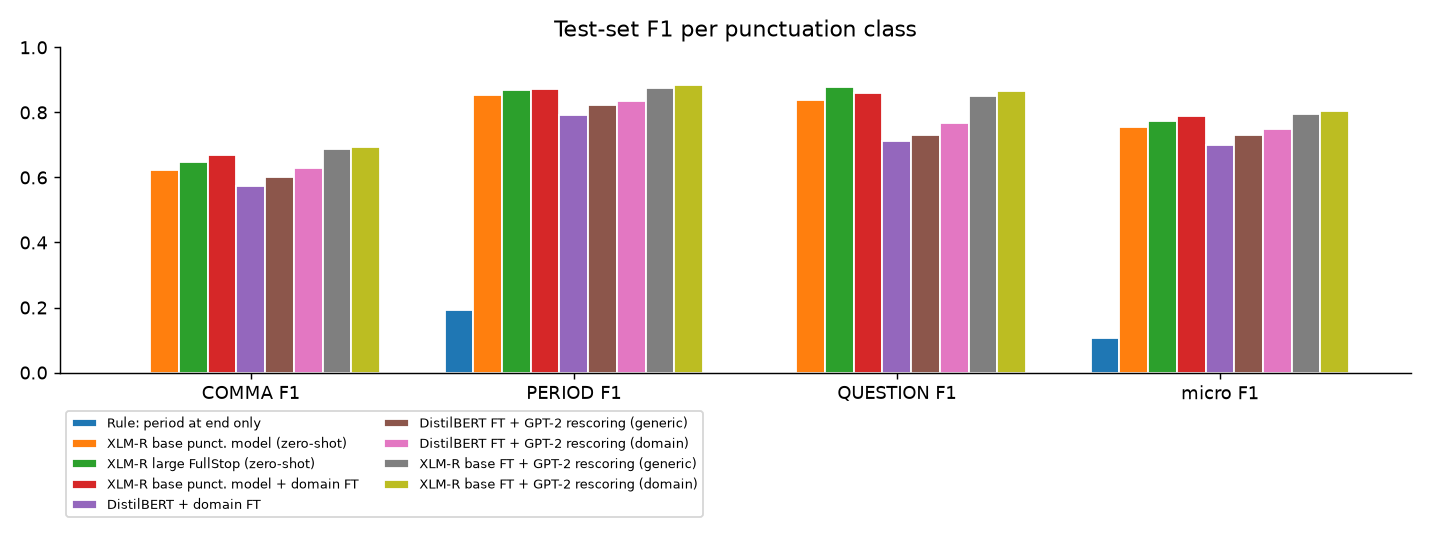 Test-set F1 per punctuation class
1.0
0.8
0.6
0.4
0.2
0.0
COMMA F1
PERIOD F1
QUESTION F1
micro F1
Rule: period at end only
XLM-R base punct. model (zero-shot)
XLM-R large FullStop (zero-shot)
XLM-R base punct. model + domain FT
DistilBERT + domain FT
DistilBERT FT + GPT-2 rescoring (generic)
DistilBERT FT + GPT-2 rescoring (domain)
XLM-R base FT + GPT-2 rescoring (generic)
XLM-R base FT + GPT-2 rescoring (domain)